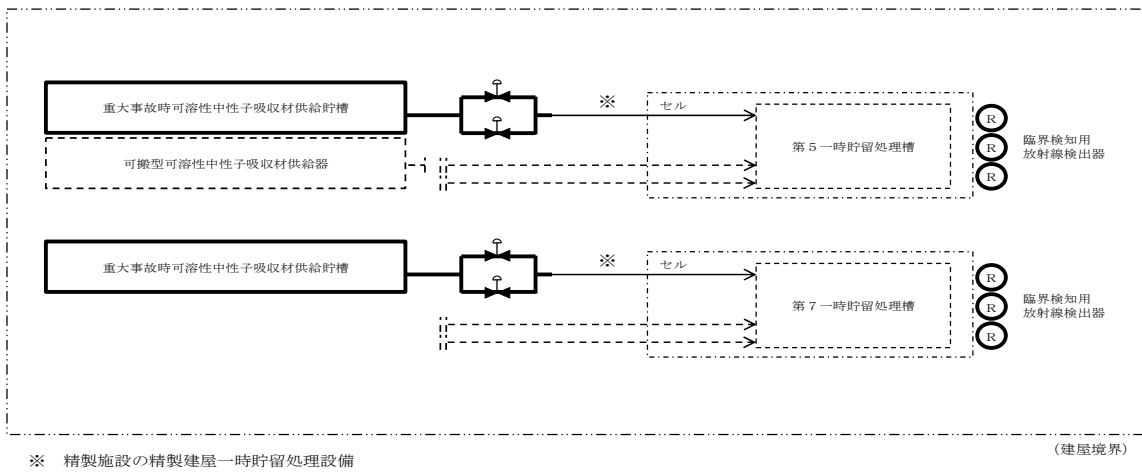 重大事故時可溶性中性子吸収材供給貯槽
※
セル
第５一時貯留処理槽
R
R
R
臨界検知用
放射線検出器
可搬型可溶性中性子吸収材供給器
重大事故時可溶性中性子吸収材供給貯槽
※
セル
第７一時貯留処理槽
R
R
R
臨界検知用
放射線検出器
（建屋境界）
※　精製施設の精製建屋一時貯留処理設備